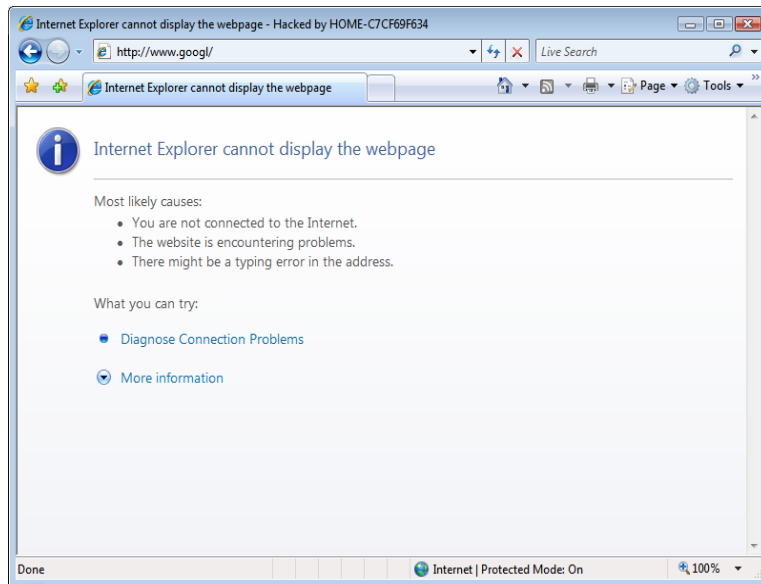 Internet Explorer cannot display the webpage - Hacked by HOME-C7CF69F634
http://www.googl/
Live Search
Internet Explorer cannot display the webpage
Page
Tools
»
Internet Explorer cannot display the webpage
Most likely causes:
• You are not connected to the Internet.
• The website is encountering problems.
• There might be a typing error in the address.
What you can try:
Diagnose Connection Problems
More information
Done
Internet | Protected Mode: On
100%